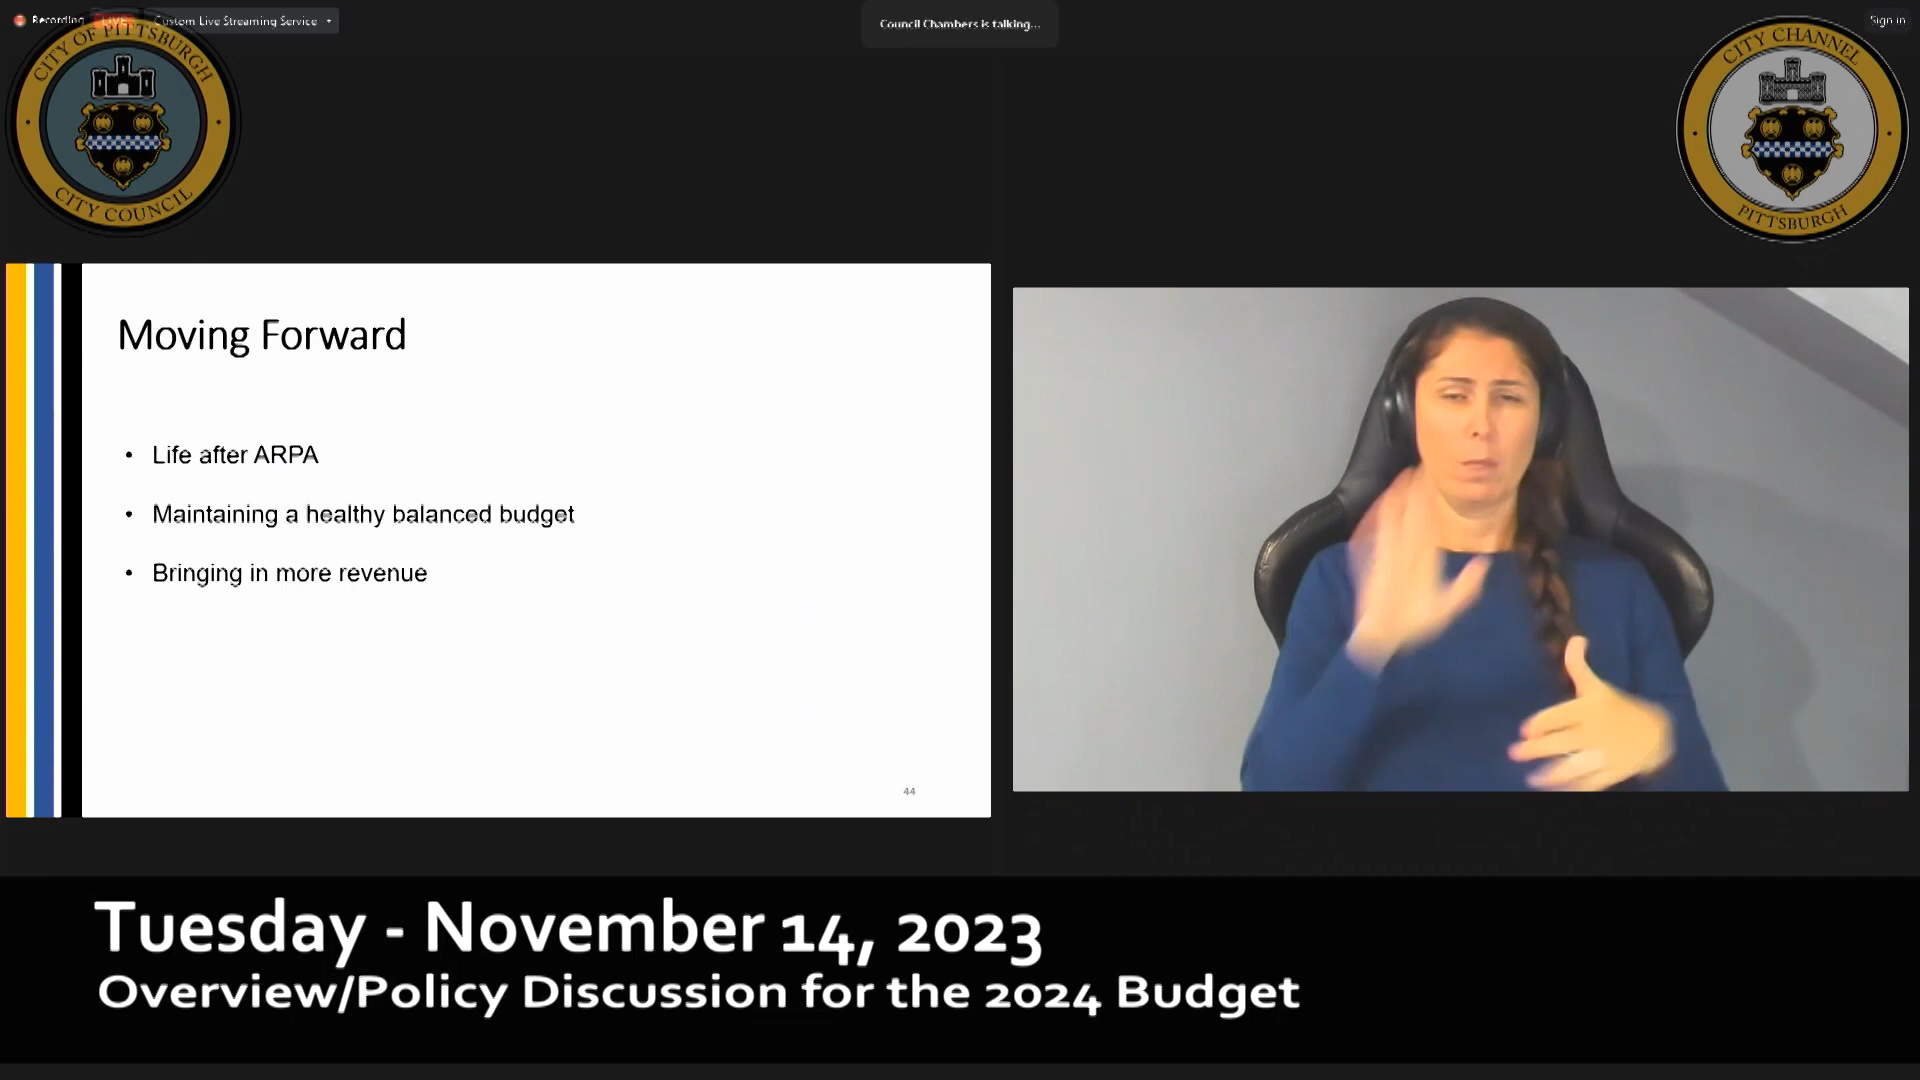 Recording
LIVE
Custom Live Streaming Service
Council Chambers is talking...
Sign in
CITY OF PITTSBURGH
CITY COUNCIL
CITY CHANNEL
PITTSBURGH
Moving Forward
• Life after ARPA
• Maintaining a healthy balanced budget
• Bringing in more revenue
44
Tuesday - November 14, 2023
Overview/Policy Discussion for the 2024 Budget